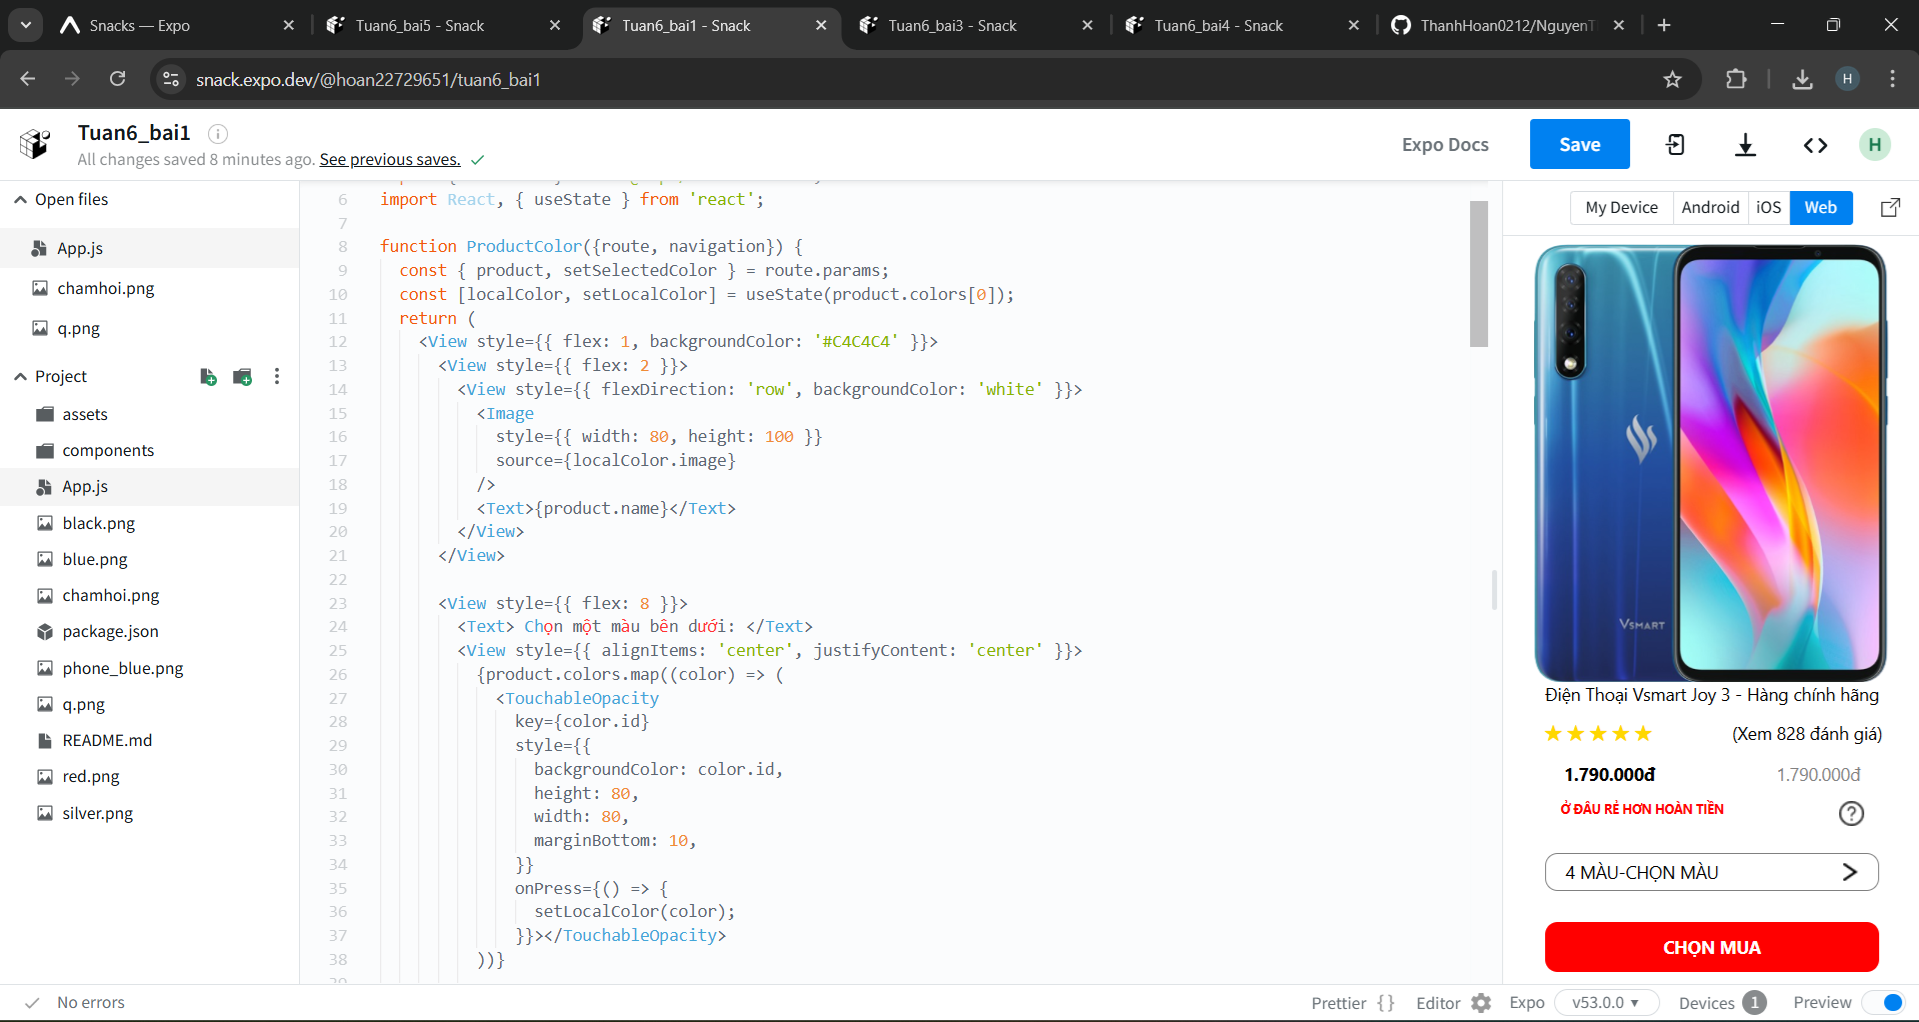 Snacks — Expo
Tuan6_bai5 - Snack
Tuan6_bai1 - Snack
Tuan6_bai3 - Snack
Tuan6_bai4 - Snack
ThanhHoan0212/NguyenT
snack.expo.dev/@hoan22729651/tuan6_bai1
H
Tuan6_bai1
All changes saved 8 minutes ago. See previous saves.
Expo Docs
Save
H
Open files
App.js
chamhoi.png
q.png
Project
assets
components
App.js
black.png
blue.png
chamhoi.png
package.json
phone_blue.png
q.png
README.md
red.png
silver.png
6 import React, { useState } from 'react';
7
8 function ProductColor({route, navigation}) {
9 const { product, setSelectedColor } = route.params;
10 const [localColor, setLocalColor] = useState(product.colors[0]);
11 return (
12 <View style={{ flex: 1, backgroundColor: '#C4C4C4' }}>
13 <View style={{ flex: 2 }}>
14 <View style={{ flexDirection: 'row', backgroundColor: 'white' }}>
15 <Image
16 style={{ width: 80, height: 100 }}
17 source={localColor.image}
18 />
19 <Text>{product.name}</Text>
20 </View>
21 </View>
22
23 <View style={{ flex: 8 }}>
24 <Text> Chọn một màu bên dưới: </Text>
25 <View style={{ alignItems: 'center', justifyContent: 'center' }}>
26 {product.colors.map((color) => (
27 <TouchableOpacity
28 key={color.id}
29 style={{
30 backgroundColor: color.id,
31 height: 80,
32 width: 80,
33 marginBottom: 10,
34 }}
35 onPress={() => {
36 setLocalColor(color);
37 }}></TouchableOpacity>
38 ))}
My Device
Android
iOS
Web
VSMART
Điện Thoại Vsmart Joy 3 - Hàng chính hãng
(Xem 828 đánh giá)
1.790.000đ
1.790.000đ
Ở ĐÂU RẺ HƠN HOÀN TIỀN
4 MÀU-CHỌN MÀU
CHỌN MUA
No errors
Prettier { }
Editor
Expo
v53.0.0
Devices 1
Preview